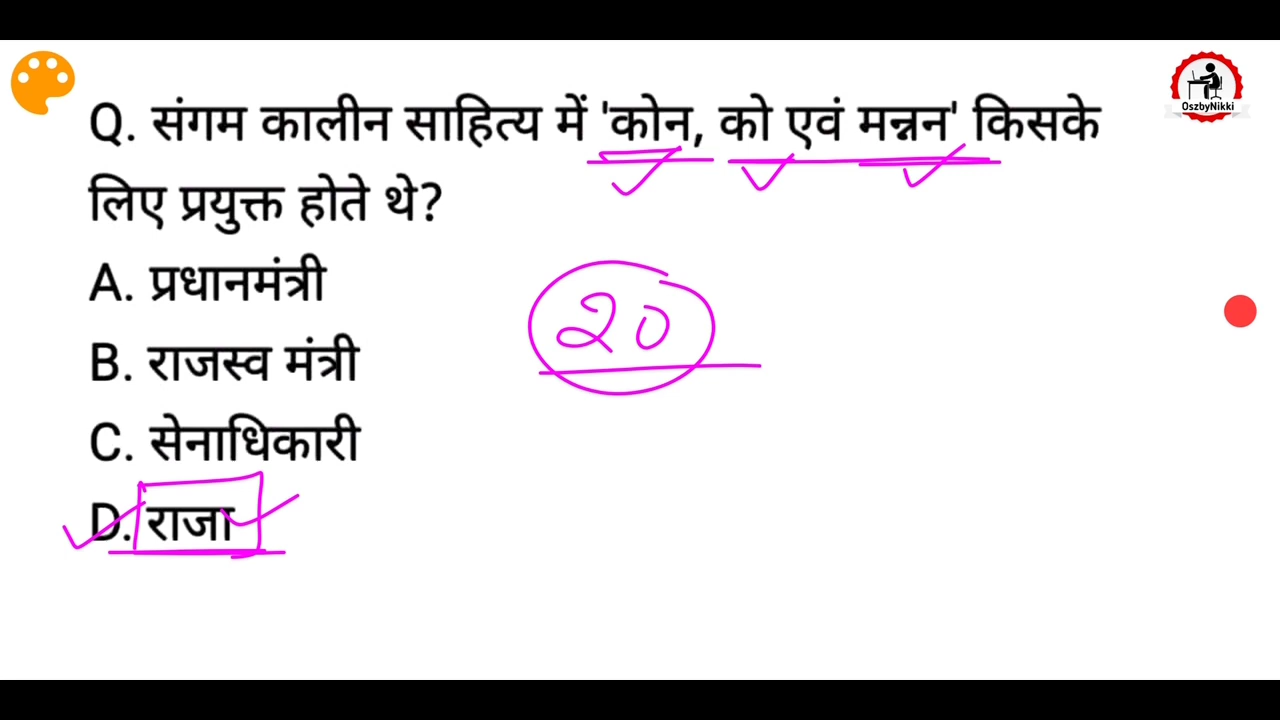 OszbyNikki
Q. संगम कालीन साहित्य में 'कोन, को एवं मन्नन' किसके
लिए प्रयुक्त होते थे?
A. प्रधानमंत्री
20
B. राजस्व मंत्री
C. सेनाधिकारी
D. राजा